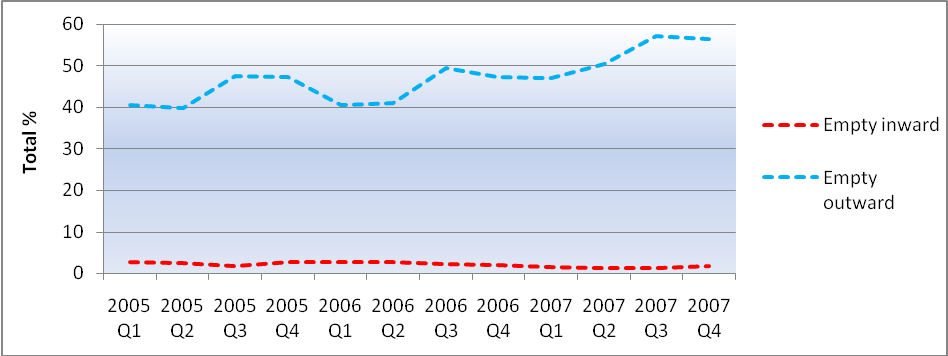 60
50
40
30
20
10
0
Total %
2005 2005 2005 2005 2006 2006 2006 2006 2007 2007 2007 2007
Q1 Q2 Q3 Q4 Q1 Q2 Q3 Q4 Q1 Q2 Q3 Q4
Empty inward
Empty
outward